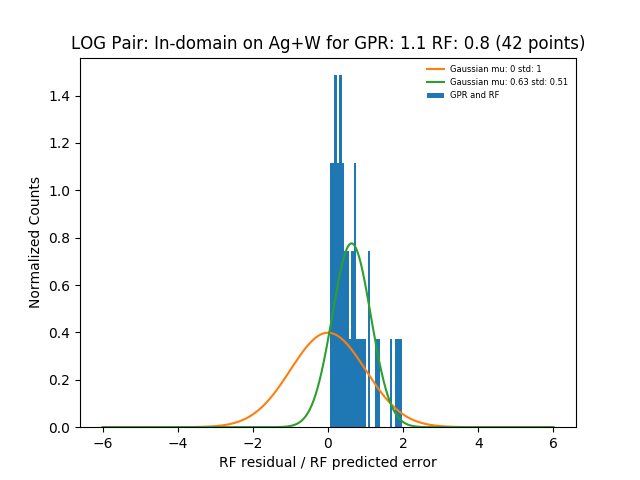 LOG Pair: In-domain on Ag+W for GPR: 1.1 RF: 0.8 (42 points)
Gaussian mu: 0 std: 1
Gaussian mu: 0.63 std: 0.51
GPR and RF
Normalized Counts
1.4
1.2
1.0
0.8
0.6
0.4
0.2
0.0
−6
−4
−2
0
2
4
6
RF residual / RF predicted error